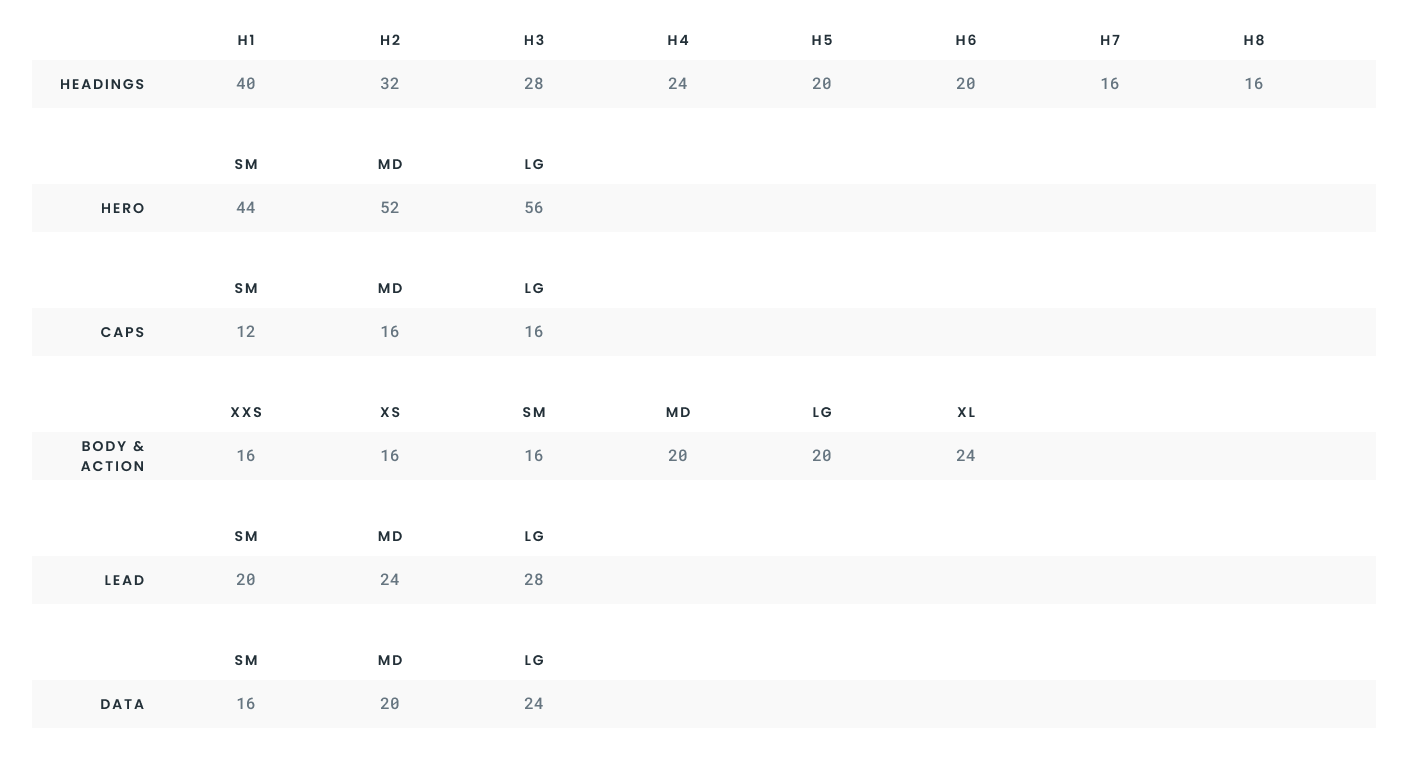 H1 H2 H3 H4 H5 H6 H7 H8
HEADINGS 40 32 28 24 20 20 16 16
SM MD LG
HERO 44 52 56
SM MD LG
CAPS 12 16 16
XXS XS SM MD LG XL
BODY &
ACTION 16 16 16 20 20 24
SM MD LG
LEAD 20 24 28
SM MD LG
DATA 16 20 24